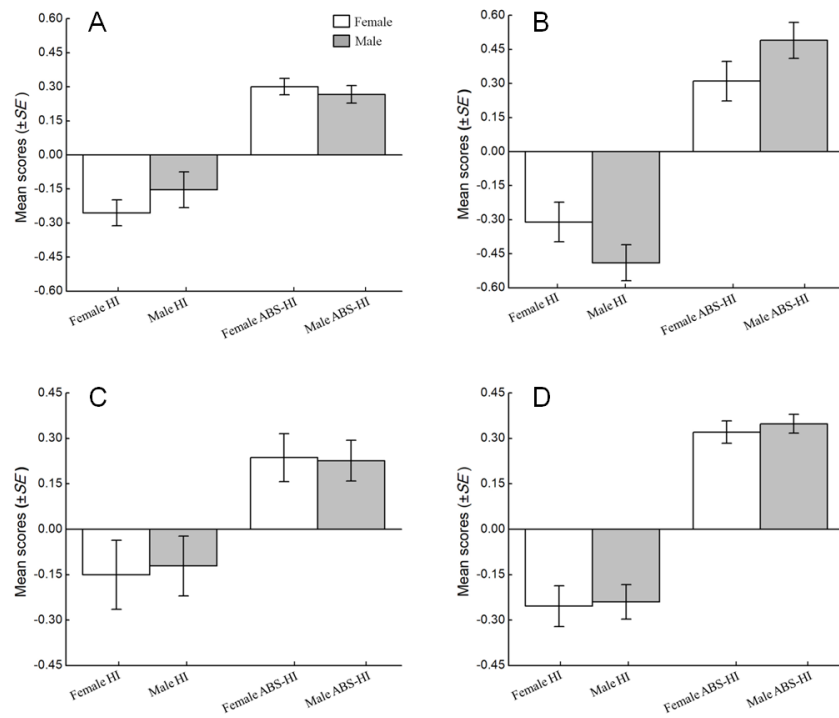 A
Female
Male
0.60
0.45
0.30
0.15
0.00
-0.15
-0.30
-0.45
-0.60
Mean scores (±SE)
Female HI
Male HI
Female ABS-HI
Male ABS-HI
B
0.60
0.45
0.30
0.15
0.00
-0.15
-0.30
-0.45
-0.60
Mean scores (±SE)
Female HI
Male HI
Female ABS-HI
Male ABS-HI
C
0.45
0.30
0.15
0.00
-0.15
-0.30
-0.45
Mean scores (±SE)
Female HI
Male HI
Female ABS-HI
Male ABS-HI
D
0.45
0.30
0.15
0.00
-0.15
-0.30
-0.45
Mean scores (±SE)
Female HI
Male HI
Female ABS-HI
Male ABS-HI